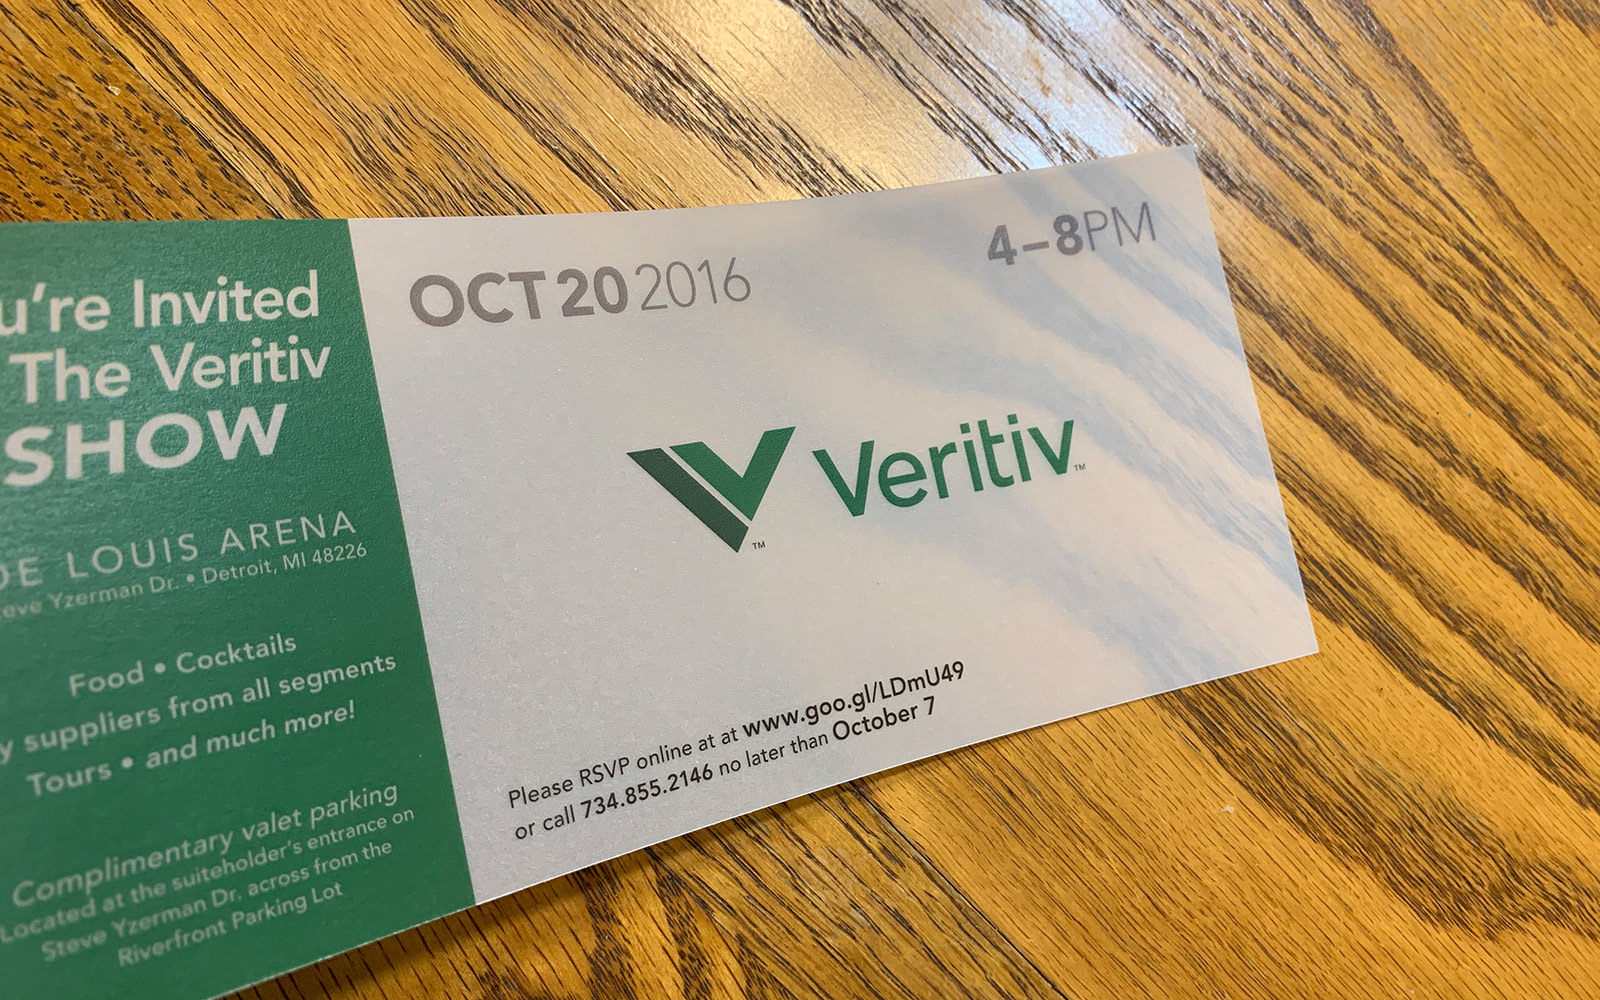 're Invited
The Veritiv
SHOW
LOUIS ARENA
Yzerman Dr. • Detroit, MI 48226
Food • Cocktails
suppliers from all segments
Tours • and much more!
Complimentary valet parking
Located at the suiteholder's entrance on
Steve Yzerman Dr. across from the
Riverfront Parking Lot
OCT 20 2016
4–8PM
Veritiv™
™
Please RSVP online at at www.goo.gl/LDmU49
or call 734.855.2146 no later than October 7